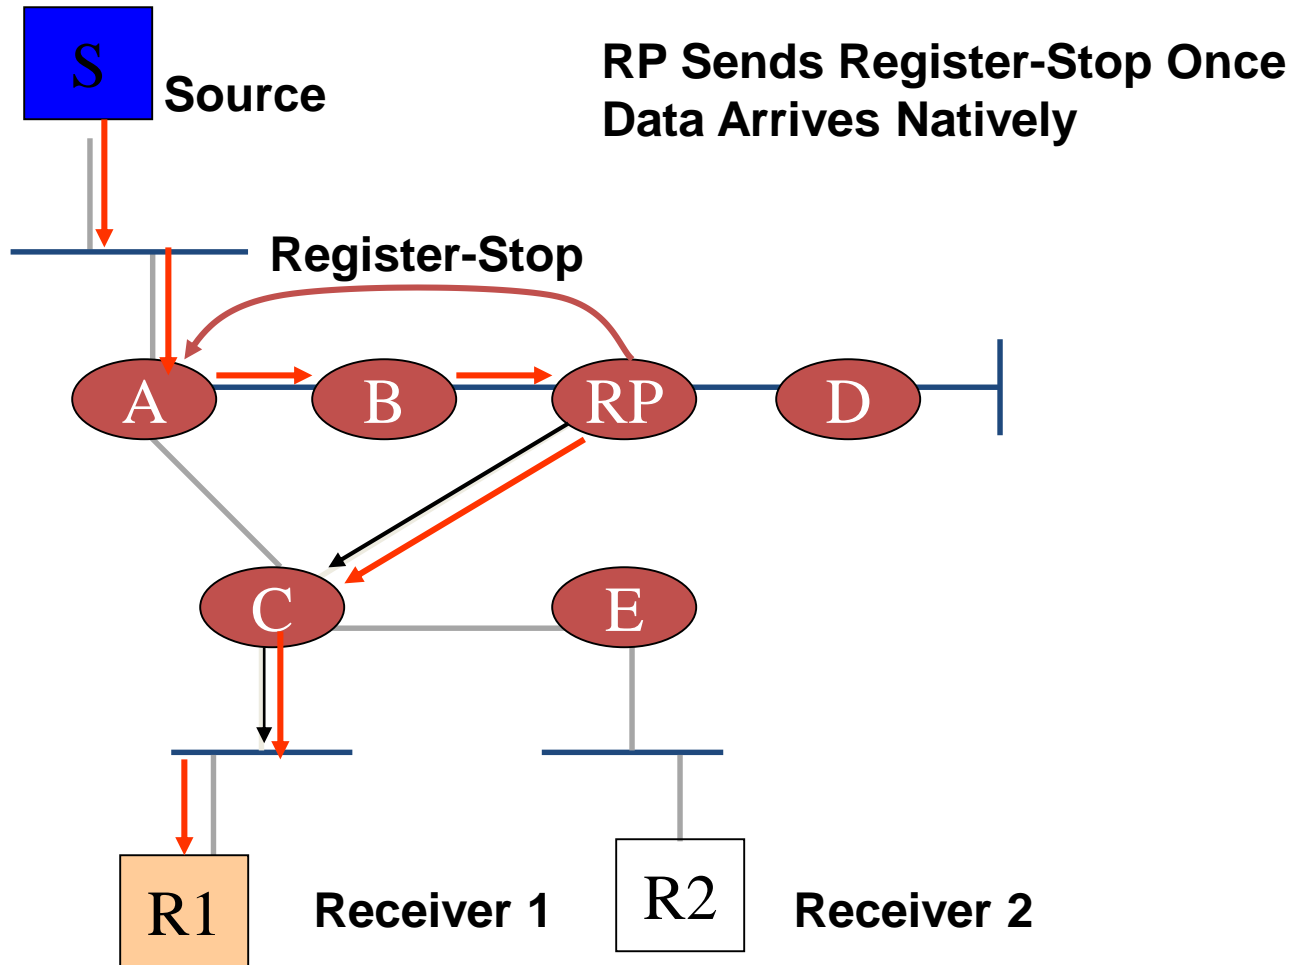 S
Source
RP Sends Register-Stop Once
Data Arrives Natively
Register-Stop
A
B
RP
D
C
E
R1
Receiver 1
R2
Receiver 2